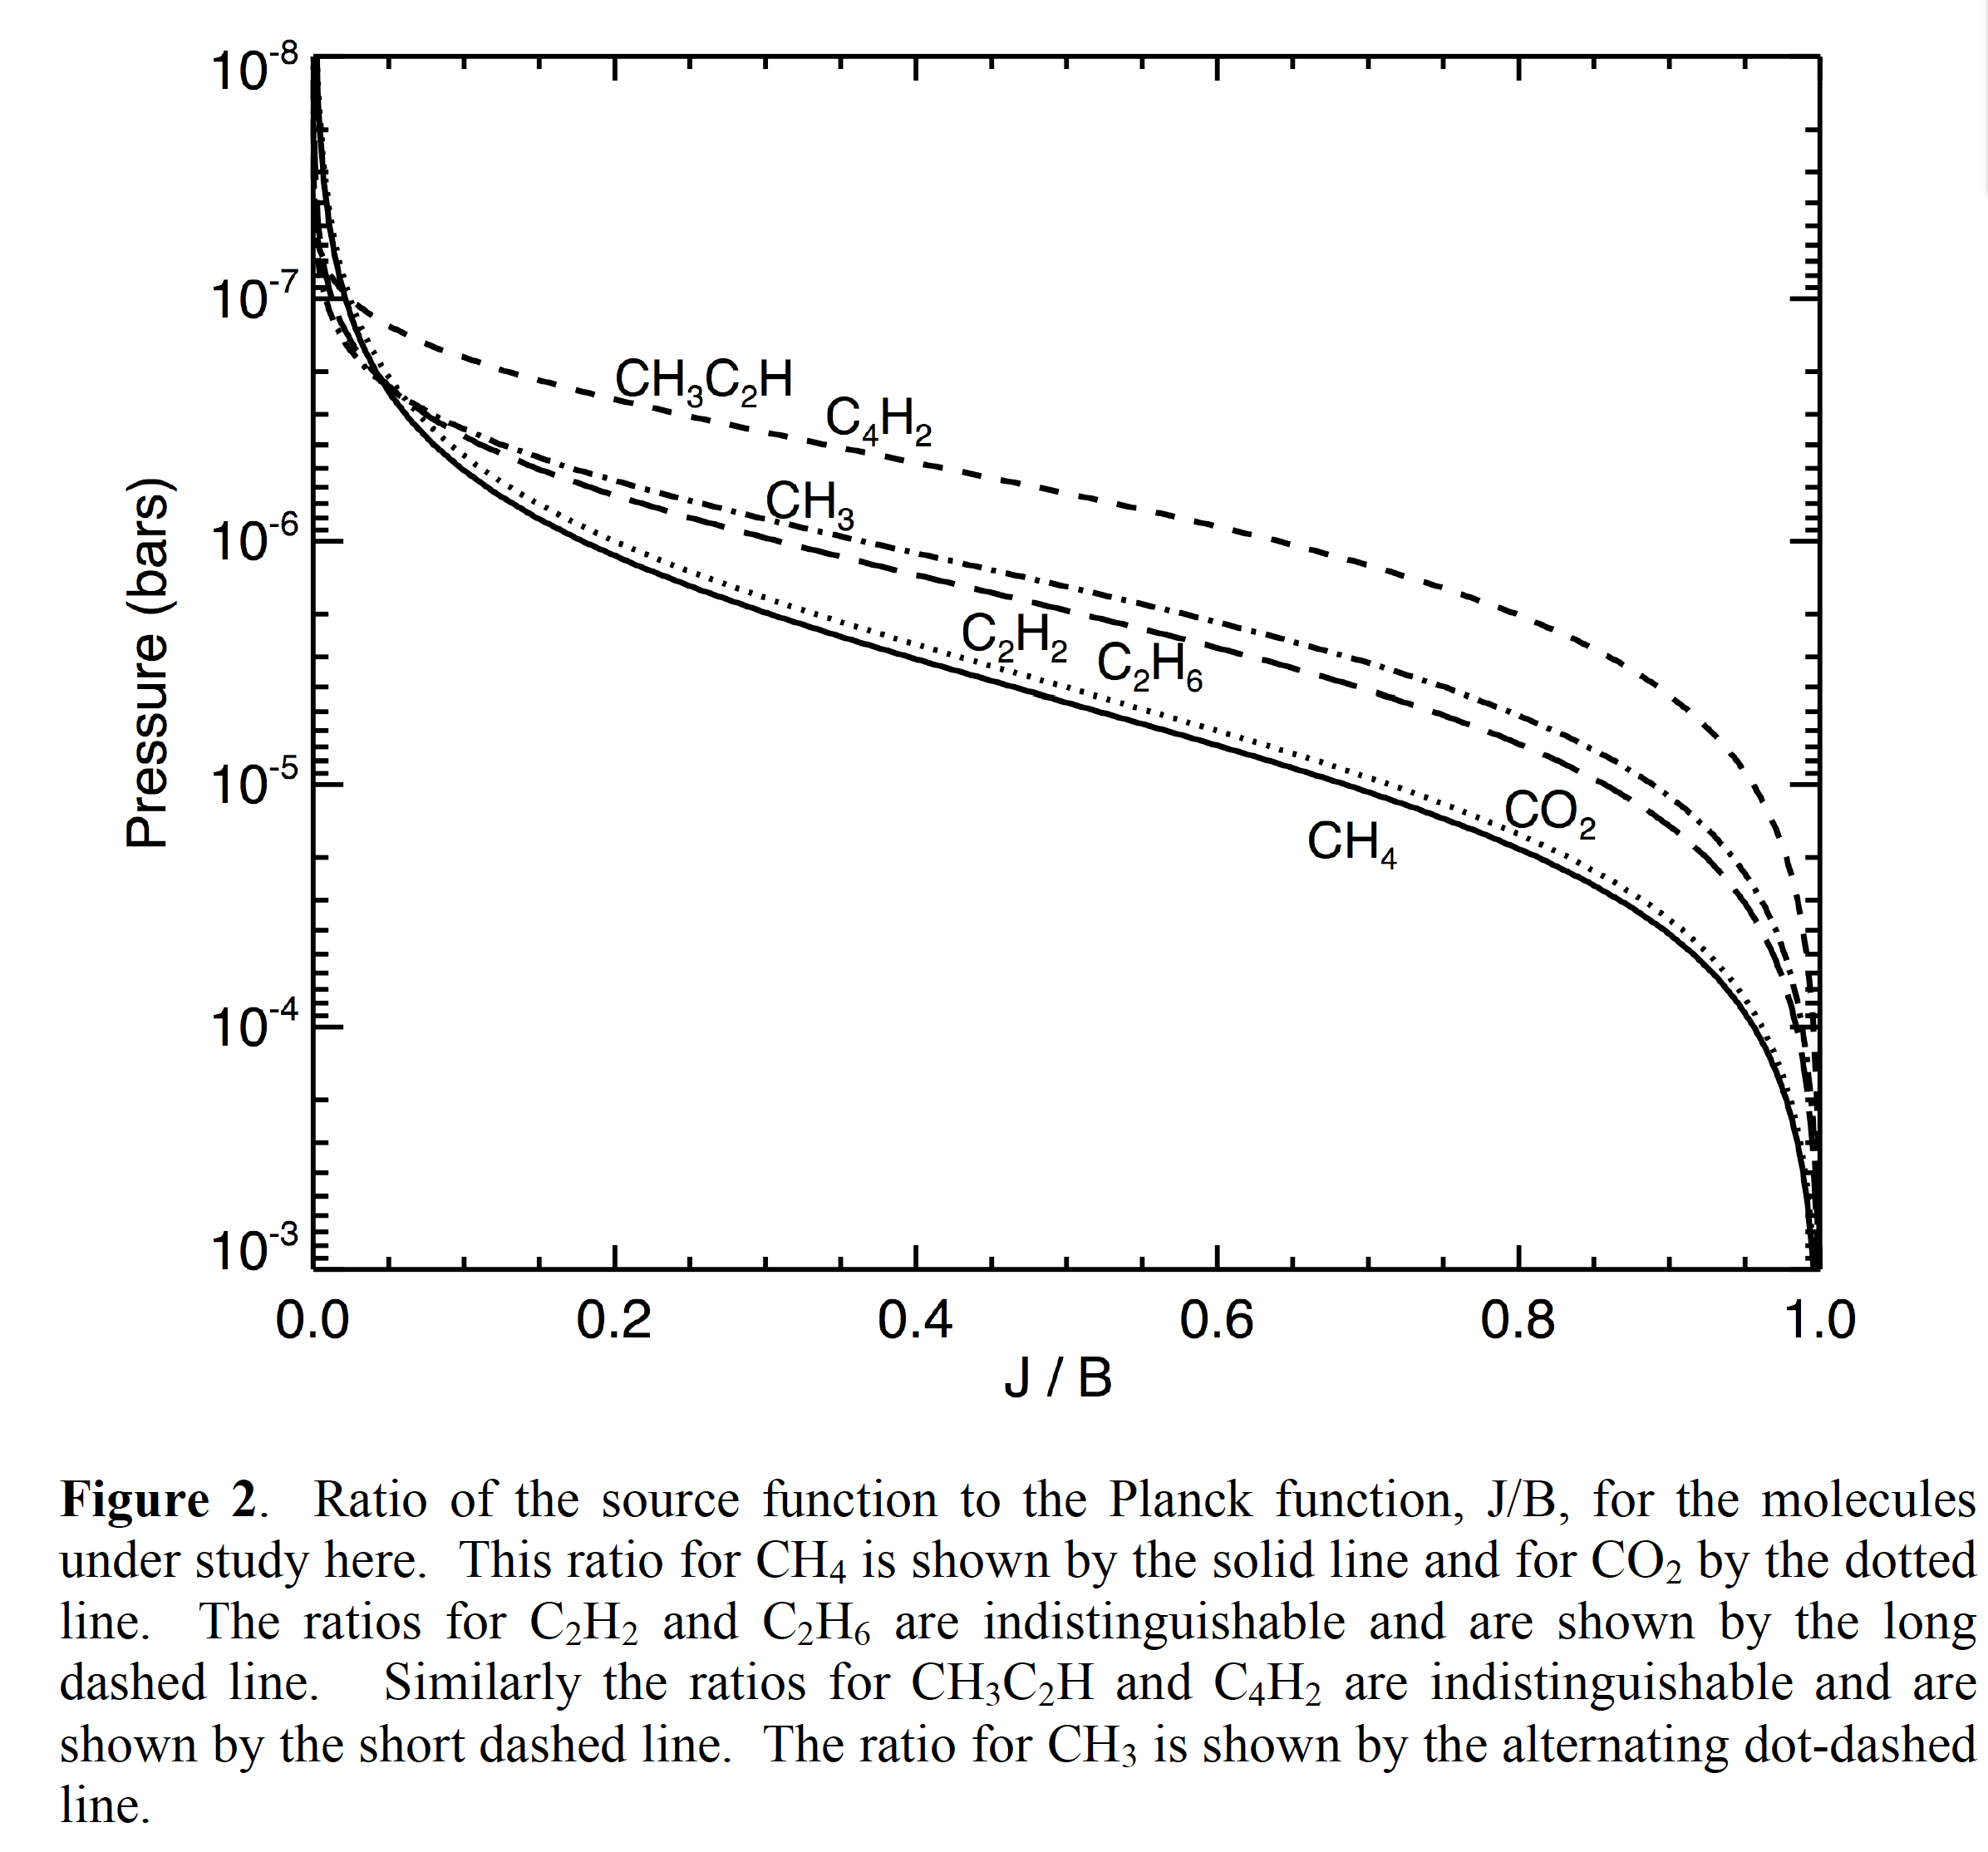 10⁻⁸
10⁻⁷
10⁻⁶
10⁻⁵
10⁻⁴
10⁻³
Pressure (bars)
CH₃C₂H
C₄H₂
CH₃
C₂H₂
C₂H₆
CO₂
CH₄
0.0 0.2 0.4 0.6 0.8 1.0
J / B
Figure 2. Ratio of the source function to the Planck function, J/B, for the molecules
under study here. This ratio for CH₄ is shown by the solid line and for CO₂ by the dotted
line. The ratios for C₂H₂ and C₂H₆ are indistinguishable and are shown by the long
dashed line. Similarly the ratios for CH₃C₂H and C₄H₂ are indistinguishable and are
shown by the short dashed line. The ratio for CH₃ is shown by the alternating dot-dashed
line.